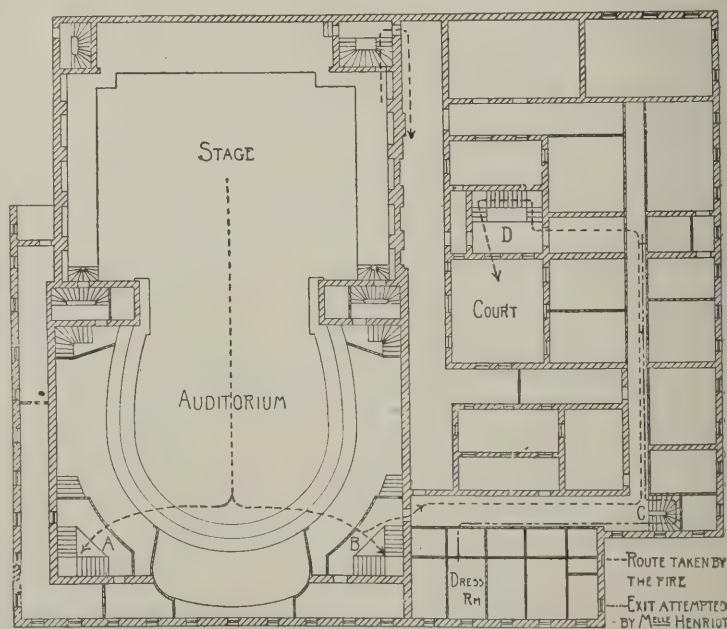 STAGE
D
COURT
AUDITORIUM
A
B
C
DRESS
RM
ROUTE TAKEN BY
THE FIRE
EXIT ATTEMPTED
BY MELLE HENRIOT